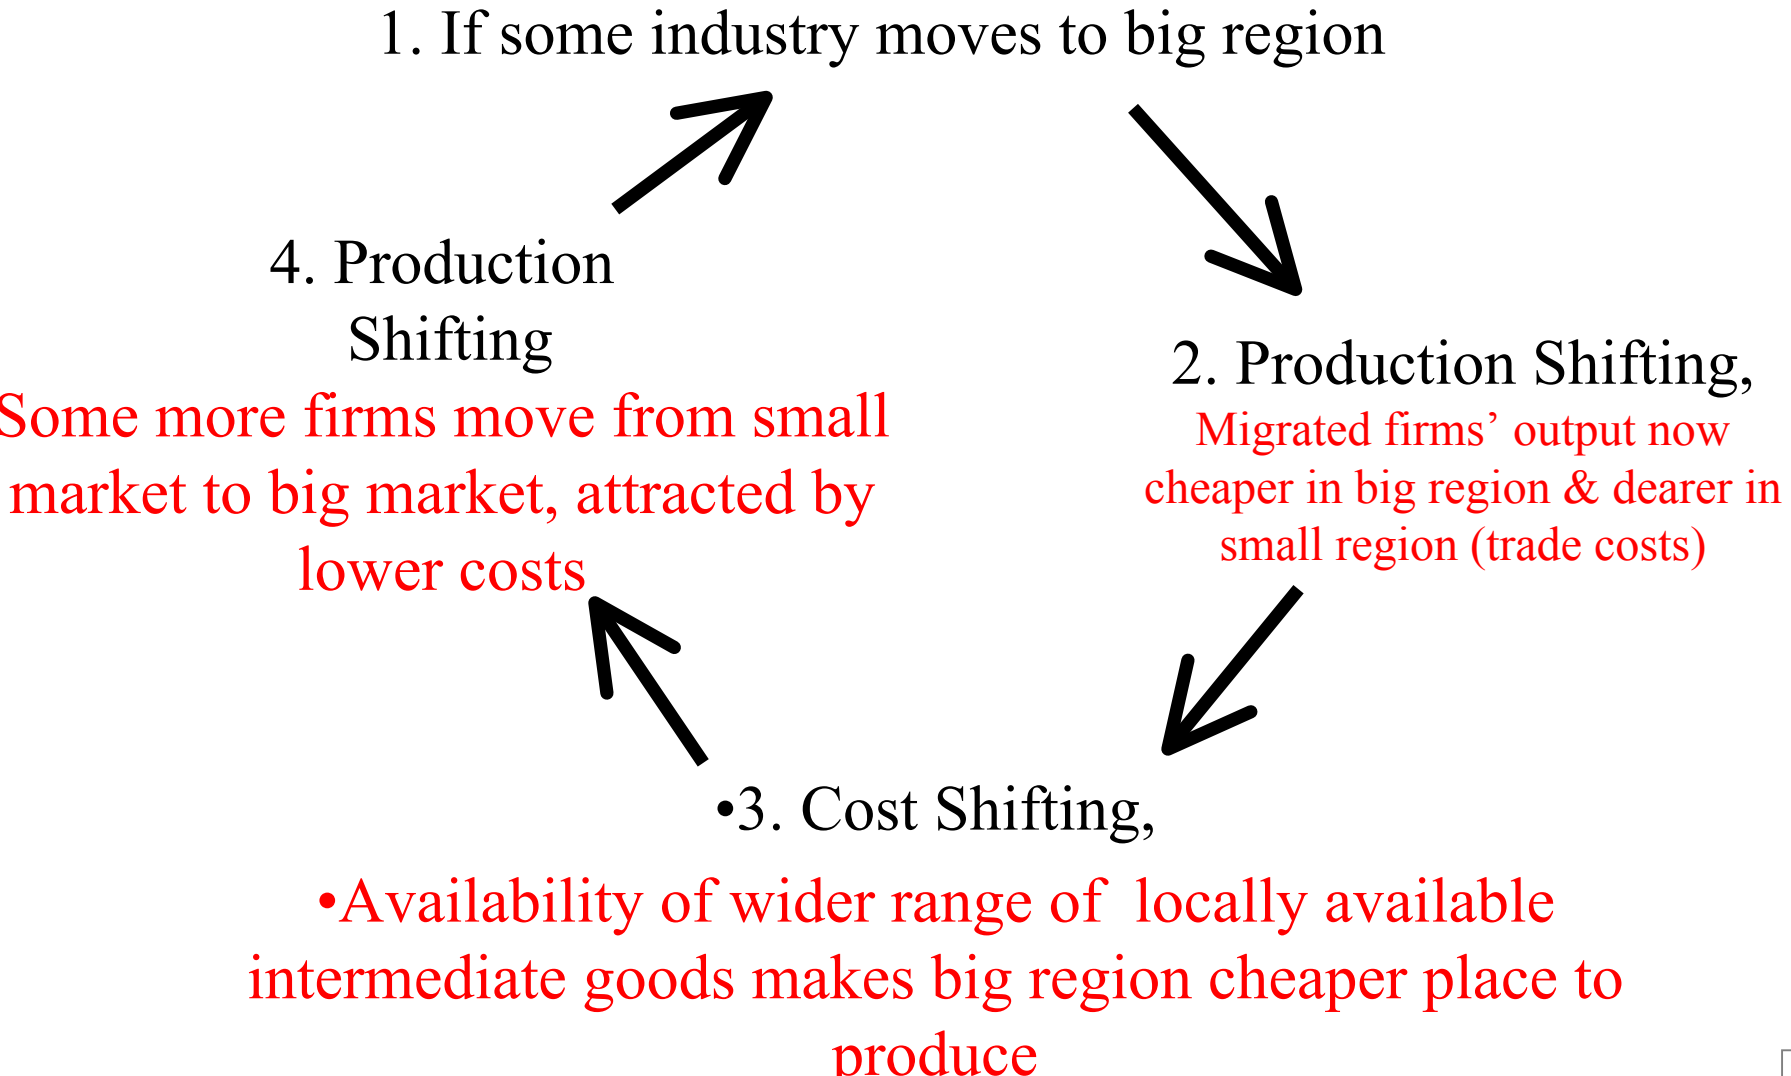 1. If some industry moves to big region
2. Production Shifting,
Migrated firms’ output now
cheaper in big region & dearer in
small region (trade costs)
•3. Cost Shifting,
•Availability of wider range of locally available
intermediate goods makes big region cheaper place to
produce
4. Production
Shifting
Some more firms move from small
market to big market, attracted by
lower costs